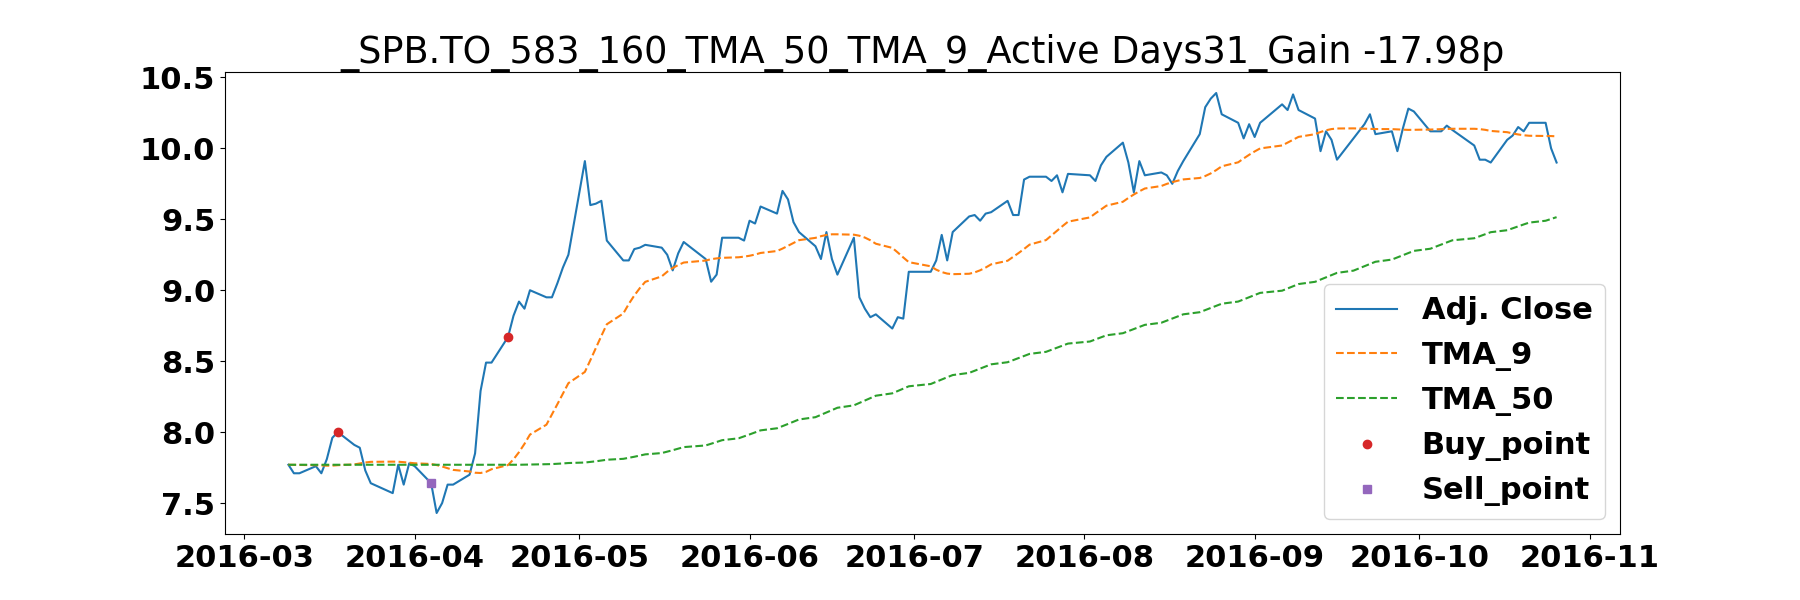 _SPB.TO_583_160_TMA_50_TMA_9_Active Days31_Gain -17.98p
10.5
10.0
9.5
9.0
8.5
8.0
7.5
Adj. Close
TMA_9
TMA_50
Buy_point
Sell_point
2016-03 2016-04 2016-05 2016-06 2016-07 2016-08 2016-09 2016-10 2016-11